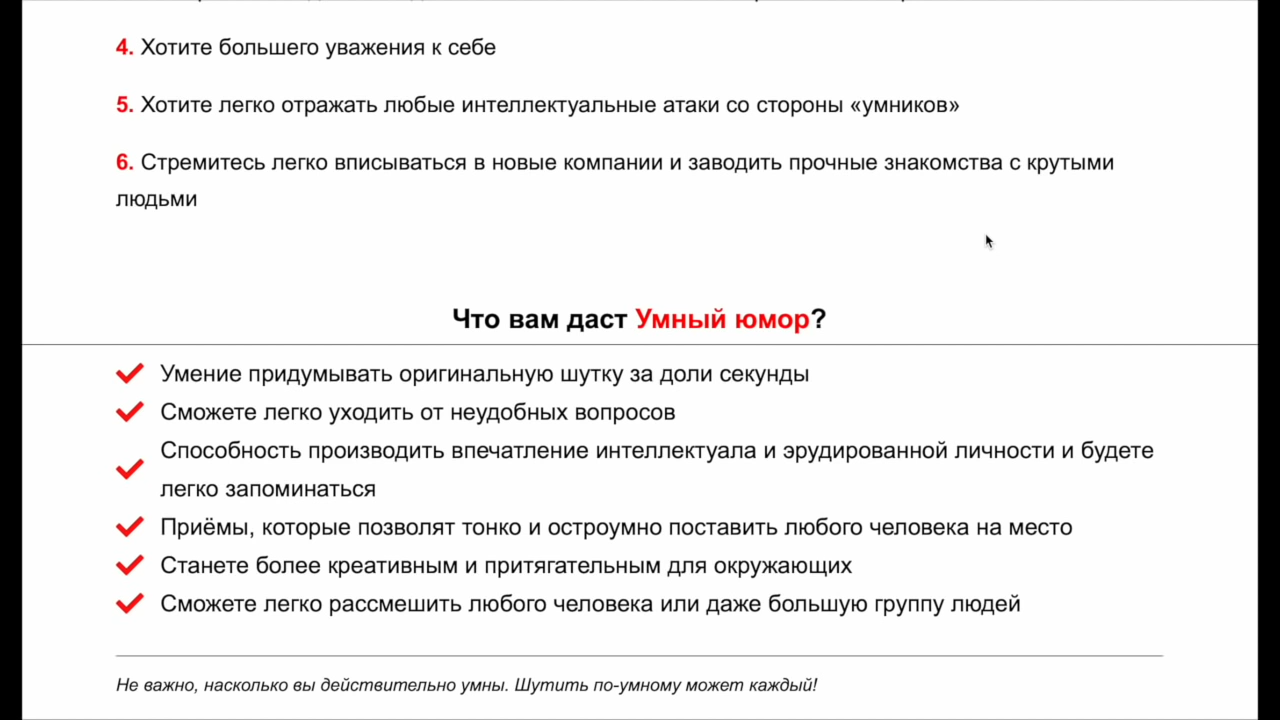 4. Хотите большего уважения к себе
5. Хотите легко отражать любые интеллектуальные атаки со стороны «умников»
6. Стремитесь легко вписываться в новые компании и заводить прочные знакомства с крутыми
людьми
Что вам даст Умный юмор?
Умение придумывать оригинальную шутку за доли секунды
Сможете легко уходить от неудобных вопросов
Способность производить впечатление интеллектуала и эрудированной личности и будете
легко запоминаться
Приёмы, которые позволят тонко и остроумно поставить любого человека на место
Станете более креативным и притягательным для окружающих
Сможете легко рассмешить любого человека или даже большую группу людей
Не важно, насколько вы действительно умны. Шутить по-умному может каждый!